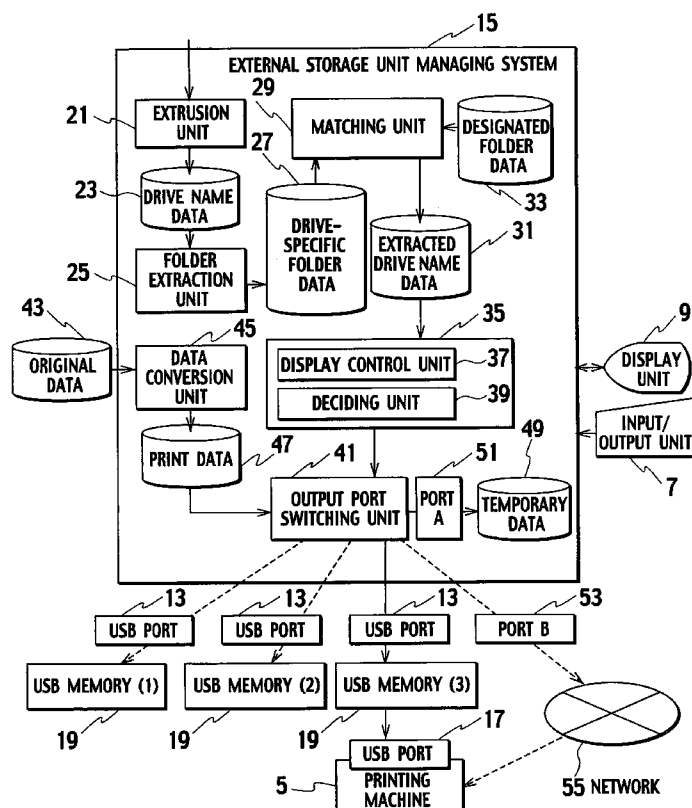 15
EXTERNAL STORAGE UNIT MANAGING SYSTEM
21
EXTRUSION
UNIT
29
MATCHING UNIT
DESIGNATED
FOLDER
DATA
33
23
DRIVE NAME
DATA
27
DRIVE-
SPECIFIC
FOLDER
DATA
EXTRACTED
DRIVE NAME
DATA
31
25
FOLDER
EXTRACTION
UNIT
43
ORIGINAL
DATA
45
DATA
CONVERSION
UNIT
35
DISPLAY CONTROL UNIT
37
DECIDING UNIT
39
9
DISPLAY
UNIT
INPUT/
OUTPUT UNIT
7
PRINT DATA
47
41
OUTPUT PORT
SWITCHING UNIT
51
PORT
A
49
TEMPORARY
DATA
13
USB PORT
13
USB PORT
13
USB PORT
53
PORT B
USB MEMORY (1)
19
USB MEMORY (2)
19
USB MEMORY (3)
19
17
USB PORT
5
PRINTING
MACHINE
55 NETWORK